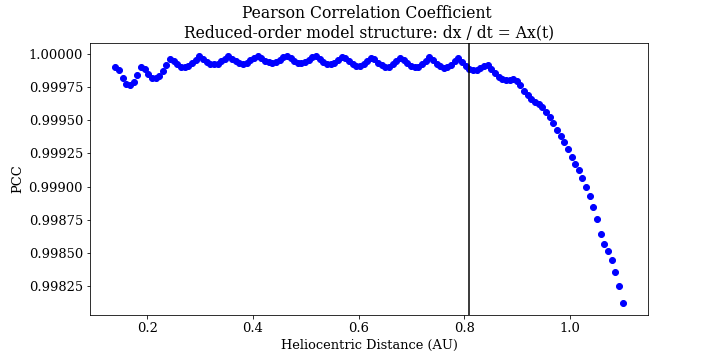 Pearson Correlation Coefficient
Reduced-order model structure: dx / dt = Ax(t)
1.00000
0.99975
0.99950
0.99925
0.99900
0.99875
0.99850
0.99825
PCC
0.2 0.4 0.6 0.8 1.0
Heliocentric Distance (AU)